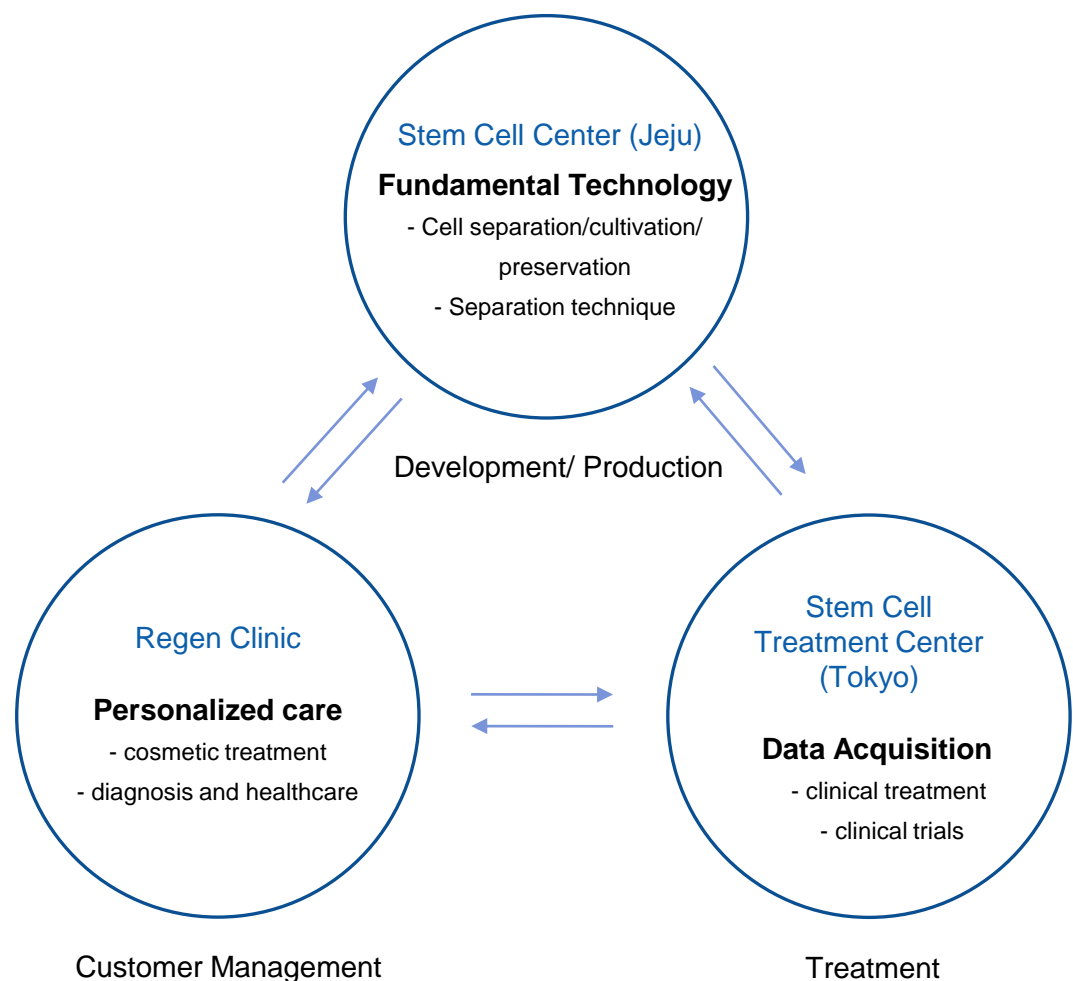 Stem Cell Center (Jeju)
Fundamental Technology
- Cell separation/cultivation/
preservation
- Separation technique
Development/ Production
Regen Clinic
Personalized care
- cosmetic treatment
- diagnosis and healthcare
Customer Management
Stem Cell
Treatment Center
(Tokyo)
Data Acquisition
- clinical treatment
- clinical trials
Treatment